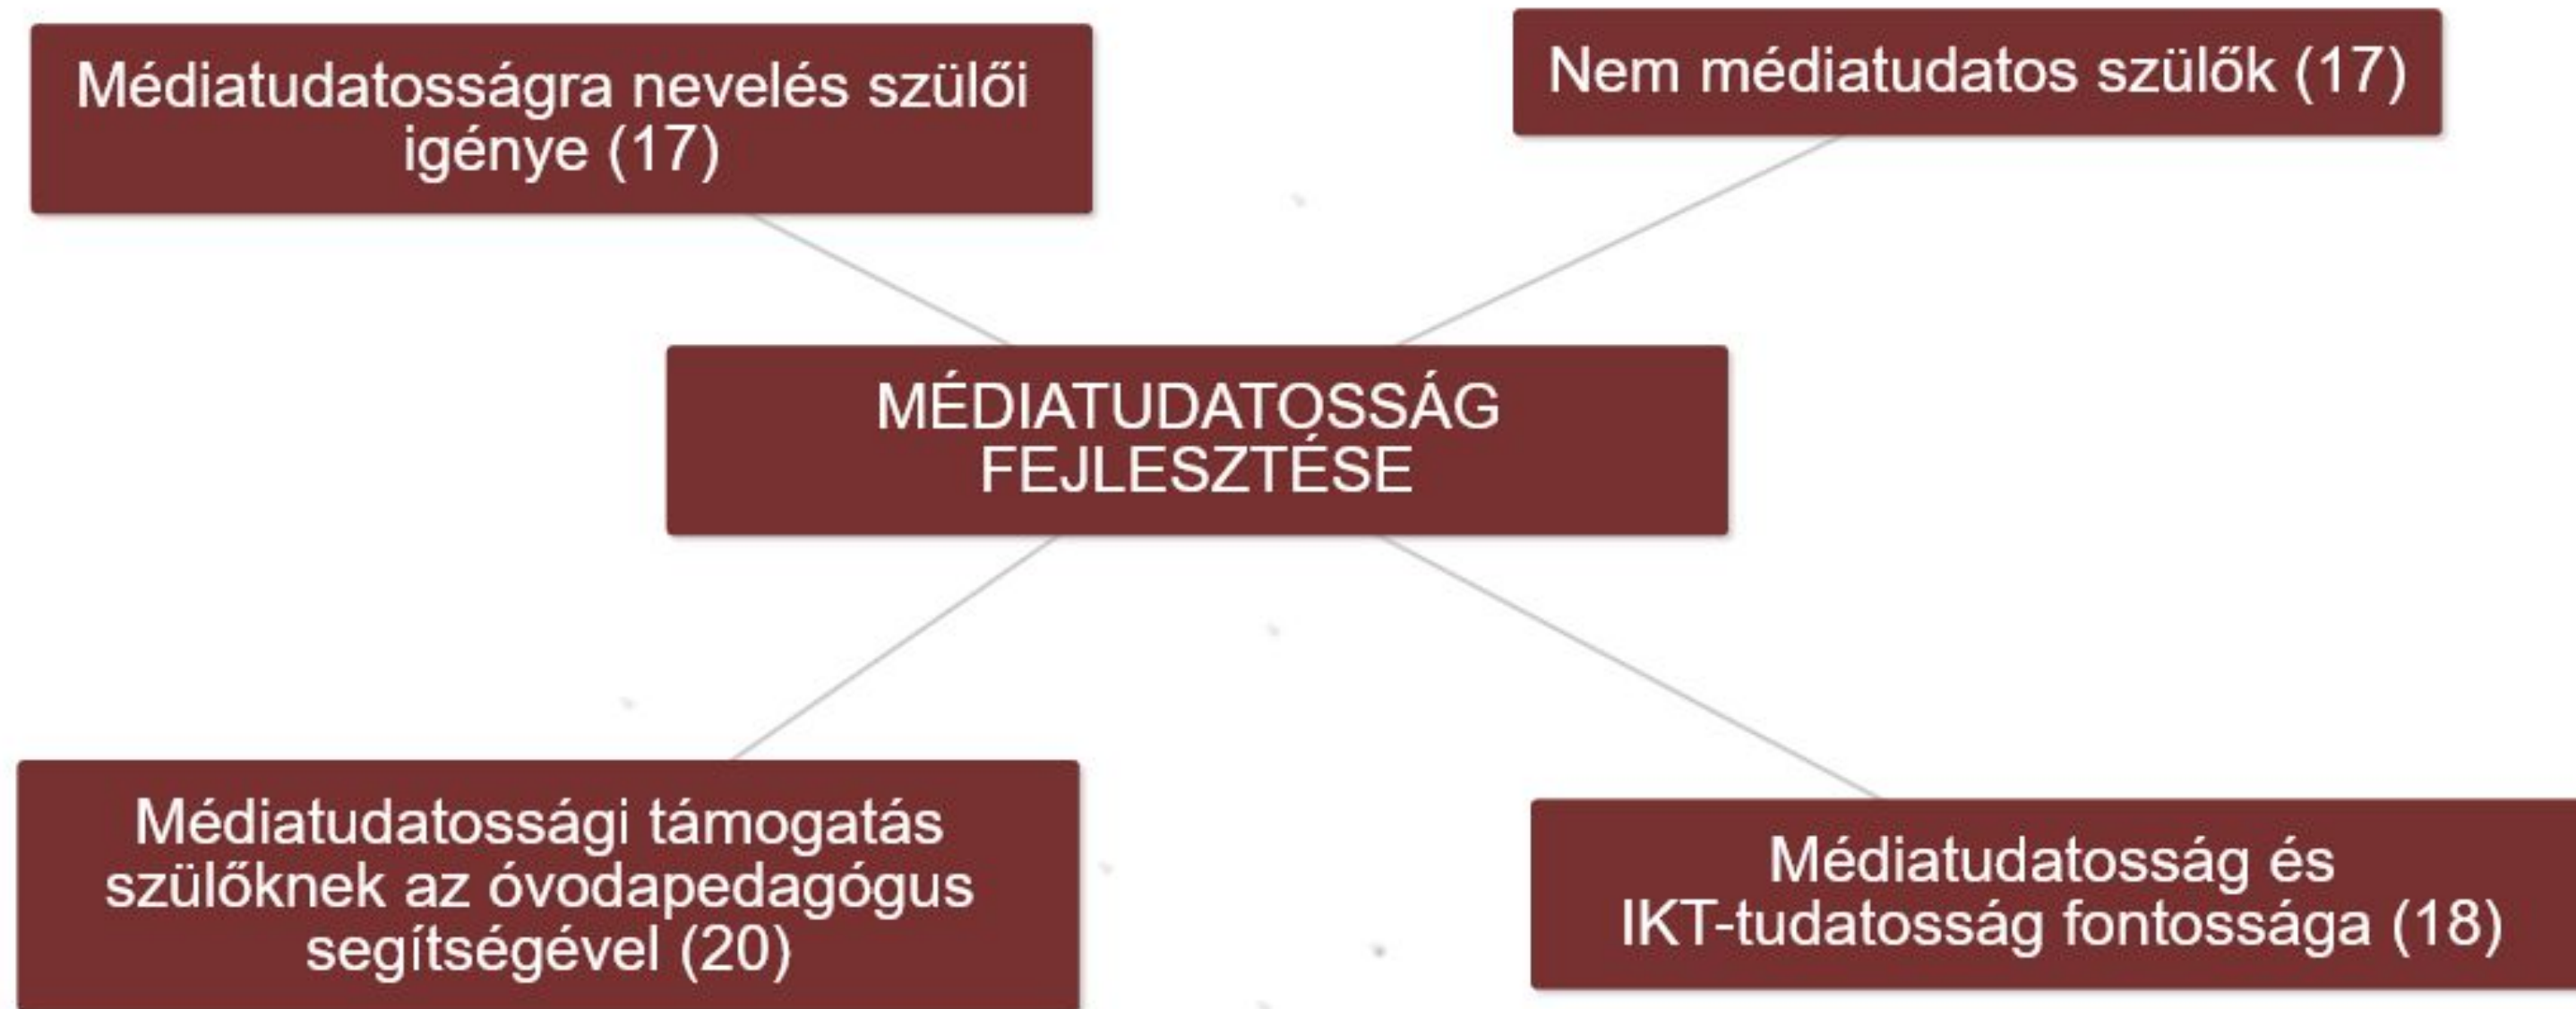 Médiatudatosságra nevelés szülői
igénye (17)
Nem médiatudatos szülők (17)
MÉDIATUDATOSSÁG
FEJLESZTÉSE
Médiatudatossági támogatás
szülőknek az óvodapedagógus
segítségével (20)
Médiatudatosság és
IKT-tudatosság fontossága (18)